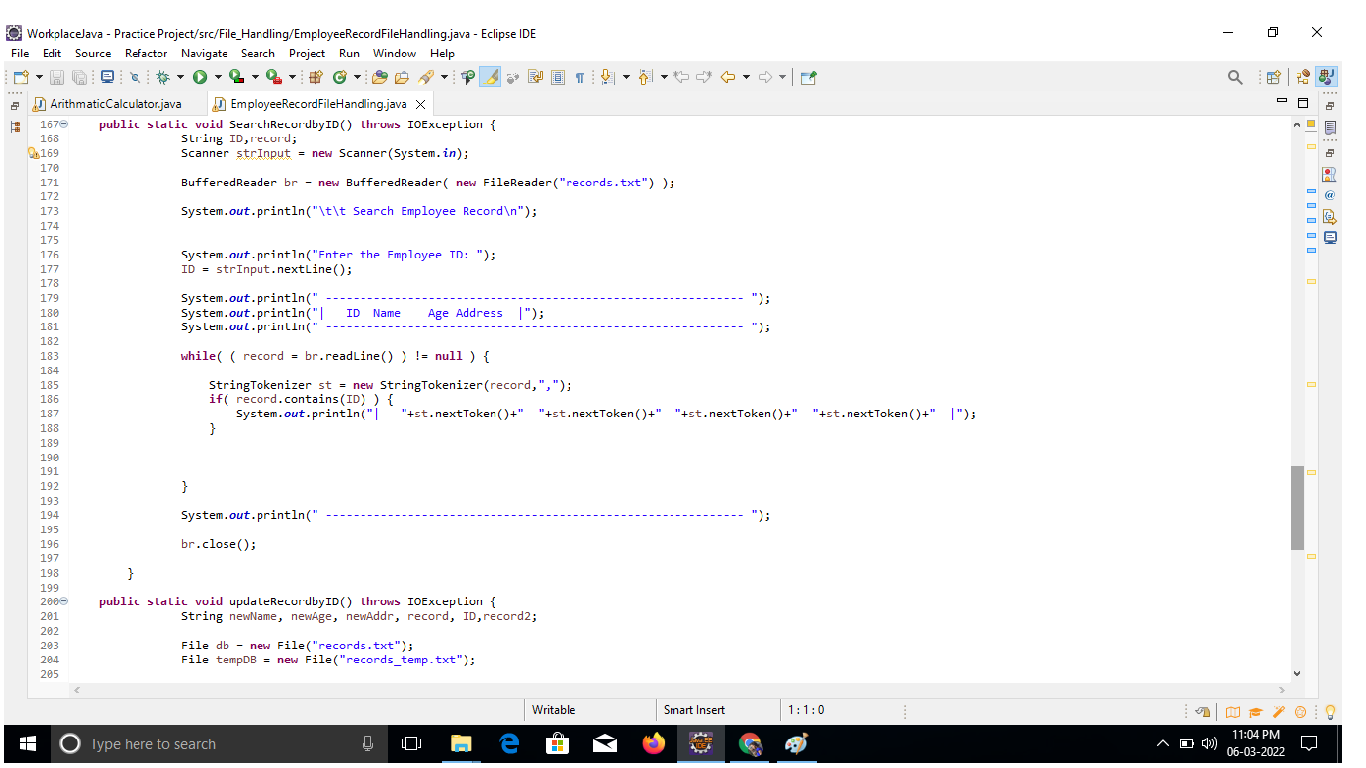 WorkplaceJava - Practice Project/src/File_Handling/EmployeeRecordFileHandling.java - Eclipse IDE
File Edit Source Refactor Navigate Search Project Run Window Help
ArithmaticCalculator.java EmployeeRecordFileHandling.java
167 public static void SearchRecordbyID() throws IOException {
168 String ID,record;
169 Scanner strInput = new Scanner(System.in);
170
171 BufferedReader br = new BufferedReader( new FileReader("records.txt") );
172
173 System.out.println("\t\t Search Employee Record\n");
174
175
176 System.out.println("Enter the Employee ID: ");
177 ID = strInput.nextLine();
178
179 System.out.println(" ------------------------------------------------------------- ");
180 System.out.println("| ID Name Age Address |");
181 System.out.println(" ------------------------------------------------------------- ");
182
183 while( ( record = br.readLine() ) != null ) {
184
185 StringTokenizer st = new StringTokenizer(record,",");
186 if( record.contains(ID) ) {
187 System.out.println("| "+st.nextToken()+" "+st.nextToken()+" "+st.nextToken()+" "+st.nextToken()+" |");
188 }
189
190
191
192 }
193
194 System.out.println(" ------------------------------------------------------------- ");
195
196 br.close();
197
198 }
199
200 public static void updateRecordbyID() throws IOException {
201 String newName, newAge, newAddr, record, ID,record2;
202
203 File db = new File("records.txt");
204 File tempDB = new File("records_temp.txt");
205
Writable Smart Insert 1 : 1 : 0
Type here to search
11:04 PM
06-03-2022